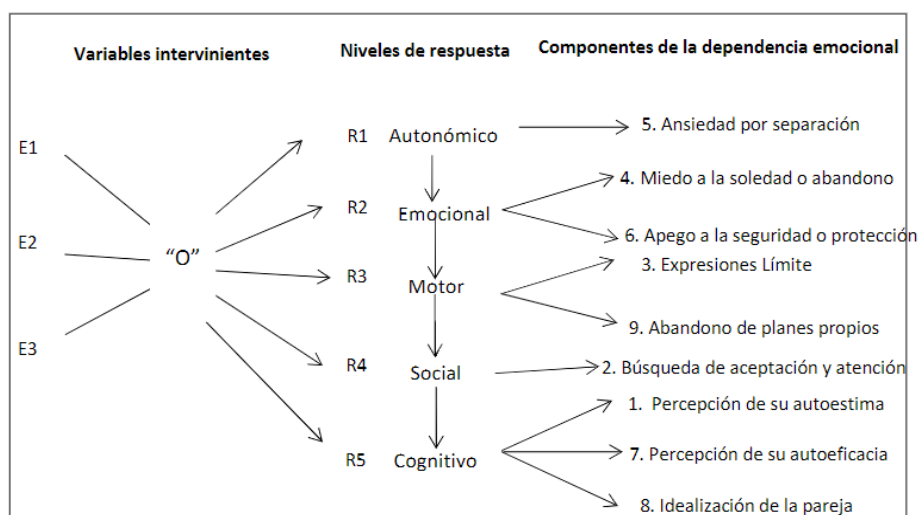 Variables intervinientes
Niveles de respuesta
Componentes de la dependencia emocional
E1
E2
E3
“O”
R1 Autonómico
R2 Emocional
R3 Motor
R4 Social
R5 Cognitivo
5. Ansiedad por separación
4. Miedo a la soledad o abandono
6. Apego a la seguridad o protección
3. Expresiones Límite
9. Abandono de planes propios
2. Búsqueda de aceptación y atención
1. Percepción de su autoestima
7. Percepción de su autoeficacia
8. Idealización de la pareja